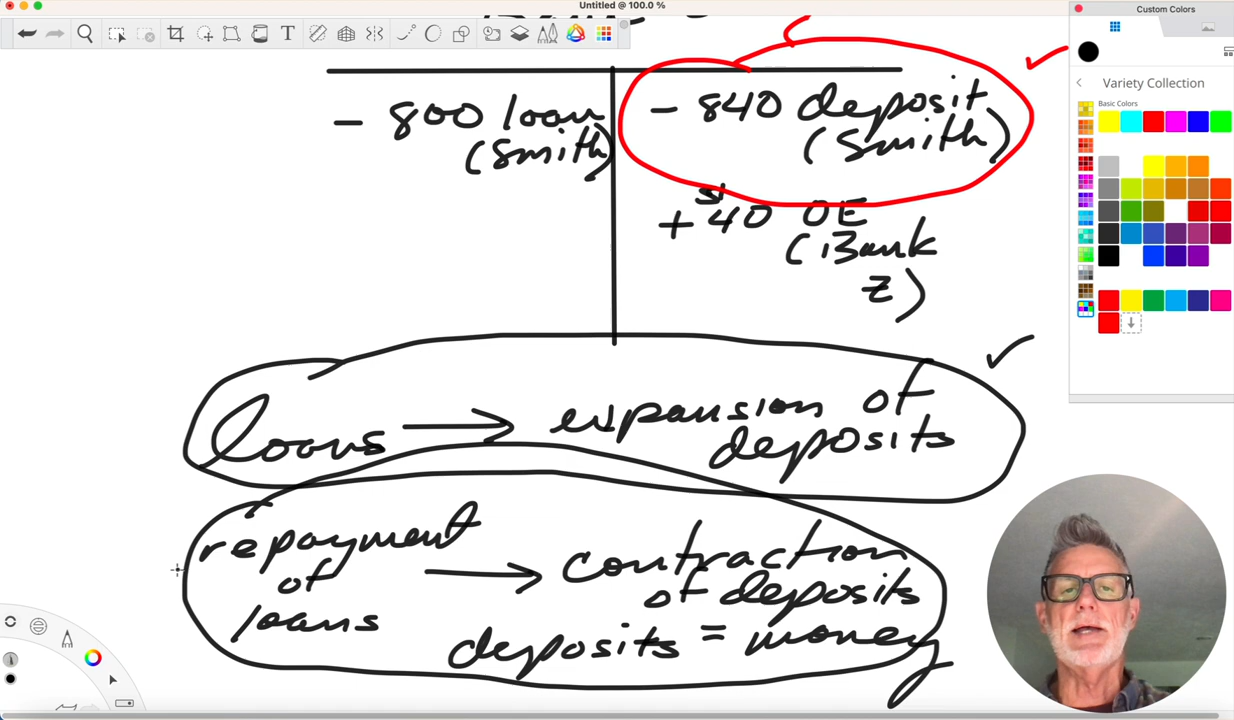 Untitled @ 100.0 %
Custom Colors
Variety Collection
Basic Colors
- 800 loan
(Smith)
- 840 deposit
(Smith)
+ $40 OE
(Bank
Z)
loans → expansion of
deposits
repayment
of
loans
→ contraction
of deposits
deposits = money